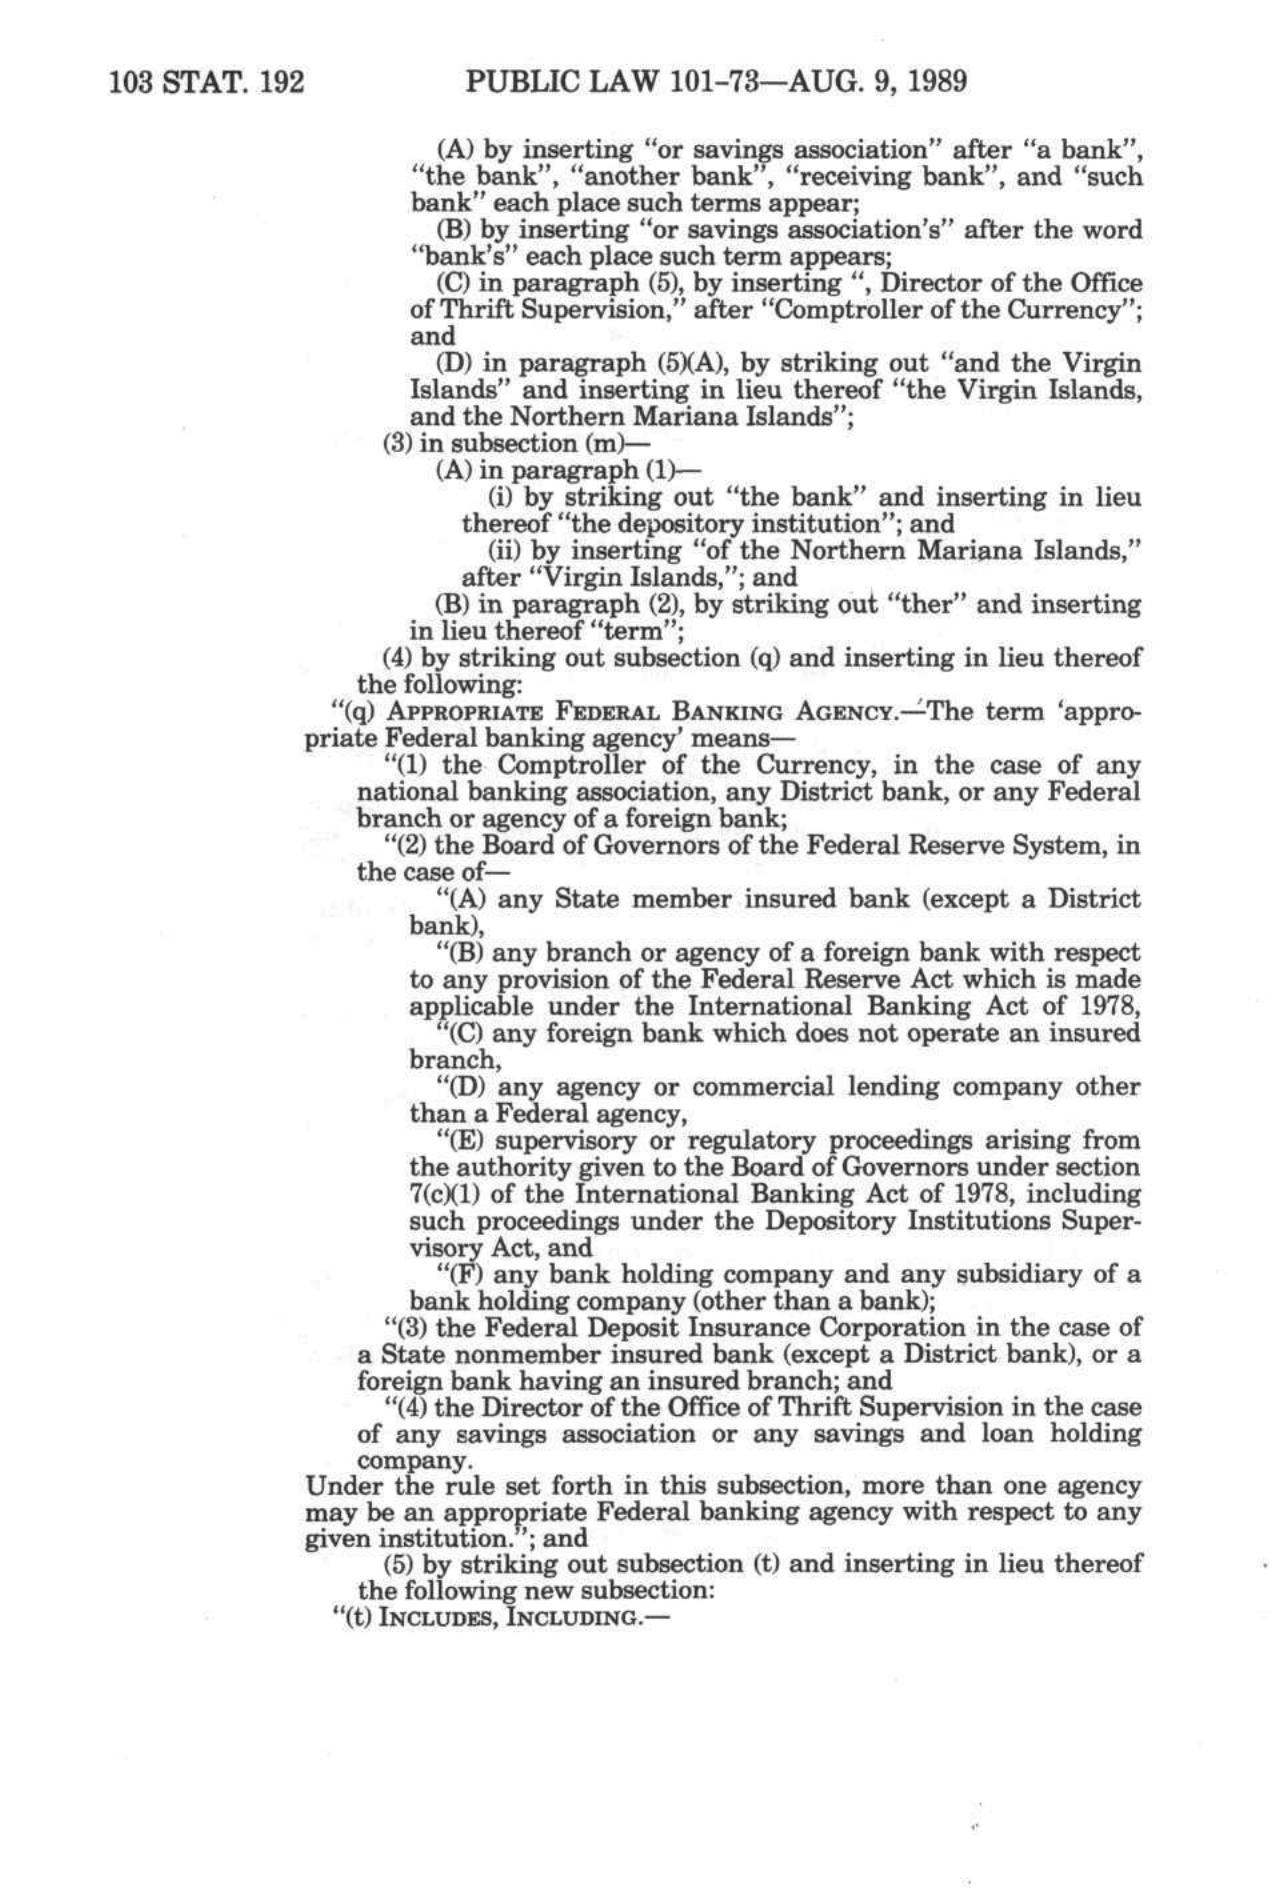 103 STAT. 192 PUBLIC LAW 101-73—AUG. 9, 1989
(A) by inserting “or savings association” after “a bank”,
“the bank”, “another bank”, “receiving bank”, and “such
bank” each place such terms appear;
(B) by inserting “or savings association's” after the word
“bank's” each place such term appears;
(C) in paragraph (5), by inserting “, Director of the Office
of Thrift Supervision,” after “Comptroller of the Currency”;
and
(D) in paragraph (5)(A), by striking out “and the Virgin
Islands” and inserting in lieu thereof “the Virgin Islands,
and the Northern Mariana Islands”;
(3) in subsection (m)—
(A) in paragraph (1)—
(i) by striking out “the bank” and inserting in lieu
thereof “the depository institution”; and
(ii) by inserting “of the Northern Mariana Islands,”
after “Virgin Islands,”; and
(B) in paragraph (2), by striking out “ther” and inserting
in lieu thereof “term”;
(4) by striking out subsection (q) and inserting in lieu thereof
the following:
“(q) APPROPRIATE FEDERAL BANKING AGENCY.—The term ‘appro-
priate Federal banking agency’ means—
“(1) the Comptroller of the Currency, in the case of any
national banking association, any District bank, or any Federal
branch or agency of a foreign bank;
“(2) the Board of Governors of the Federal Reserve System, in
the case of—
“(A) any State member insured bank (except a District
bank),
“(B) any branch or agency of a foreign bank with respect
to any provision of the Federal Reserve Act which is made
applicable under the International Banking Act of 1978,
“(C) any foreign bank which does not operate an insured
branch,
“(D) any agency or commercial lending company other
than a Federal agency,
“(E) supervisory or regulatory proceedings arising from
the authority given to the Board of Governors under section
7(c)(1) of the International Banking Act of 1978, including
such proceedings under the Depository Institutions Super-
visory Act, and
“(F) any bank holding company and any subsidiary of a
bank holding company (other than a bank);
“(3) the Federal Deposit Insurance Corporation in the case of
a State nonmember insured bank (except a District bank), or a
foreign bank having an insured branch; and
“(4) the Director of the Office of Thrift Supervision in the case
of any savings association or any savings and loan holding
company.
Under the rule set forth in this subsection, more than one agency
may be an appropriate Federal banking agency with respect to any
given institution.”; and
(5) by striking out subsection (t) and inserting in lieu thereof
the following new subsection:
“(t) INCLUDES, INCLUDING.—